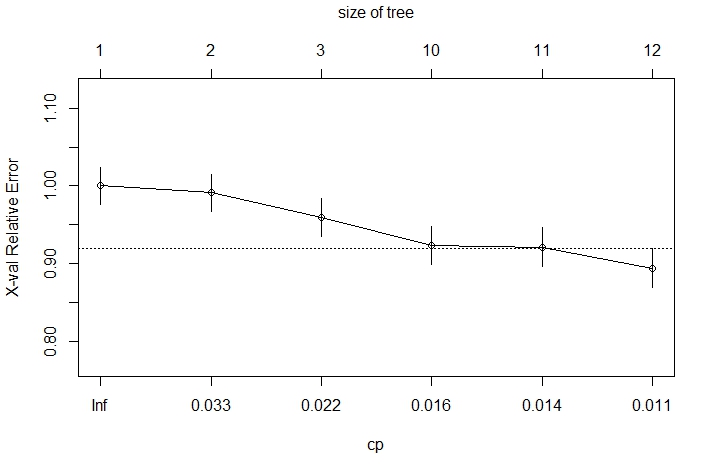 size of tree
1 2 3 10 11 12
X-val Relative Error
1.10
1.00
0.90
0.80
Inf 0.033 0.022 0.016 0.014 0.011
cp